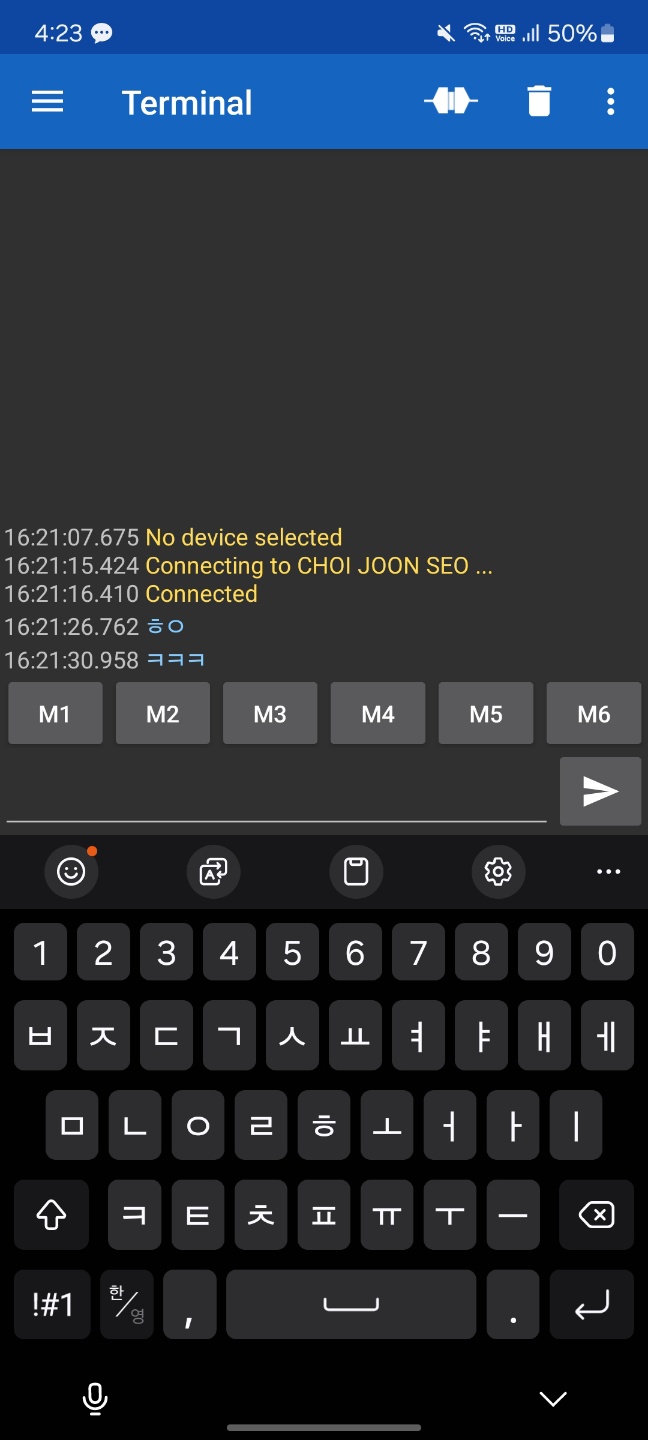 4:23 HD Voice 50%
Terminal
16:21:07.675 No device selected
16:21:15.424 Connecting to CHOI JOON SEO ...
16:21:16.410 Connected
16:21:26.762 ㅎㅇ
16:21:30.958 ㅋㅋㅋ
M1 M2 M3 M4 M5 M6
1 2 3 4 5 6 7 8 9 0
ㅂ ㅈ ㄷ ㄱ ㅅ ㅛ ㅕ ㅑ ㅐ ㅔ
ㅁ ㄴ ㅇ ㄹ ㅎ ㅗ ㅓ ㅏ ㅣ
ㅋ ㅌ ㅊ ㅍ ㅠ ㅜ ㅡ
!#1 한/영 , .